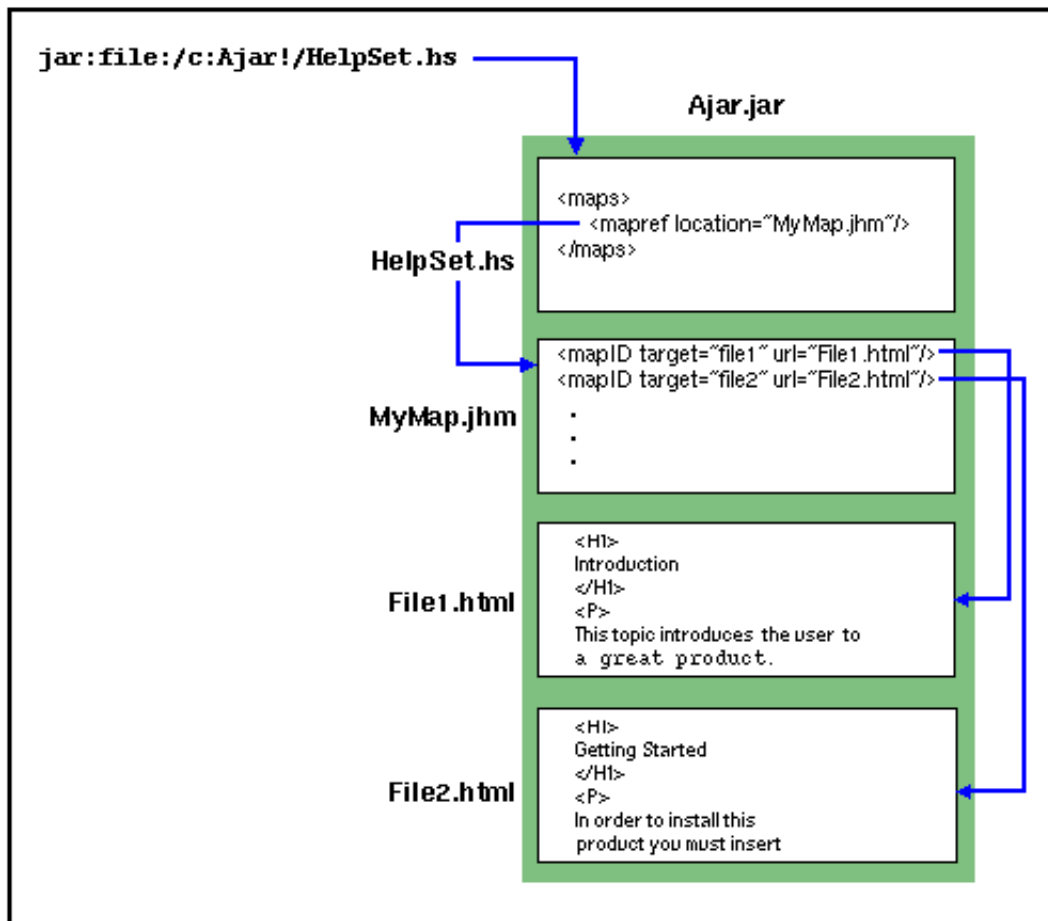 jar:file:/c:Ajar!/HelpSet.hs
Ajar.jar
<maps>
<mapref location="MyMap.jhm"/>
</maps>
HelpSet.hs
<mapID target="file1" url="File1.html"/>
<mapID target="file2" url="File2.html"/>
.
.
.
MyMap.jhm
<H1>
Introduction
</H1>
<P>
This topic introduces the user to
a great product.
File1.html
<H1>
Getting Started
</H1>
<P>
In order to install this
product you must insert
File2.html